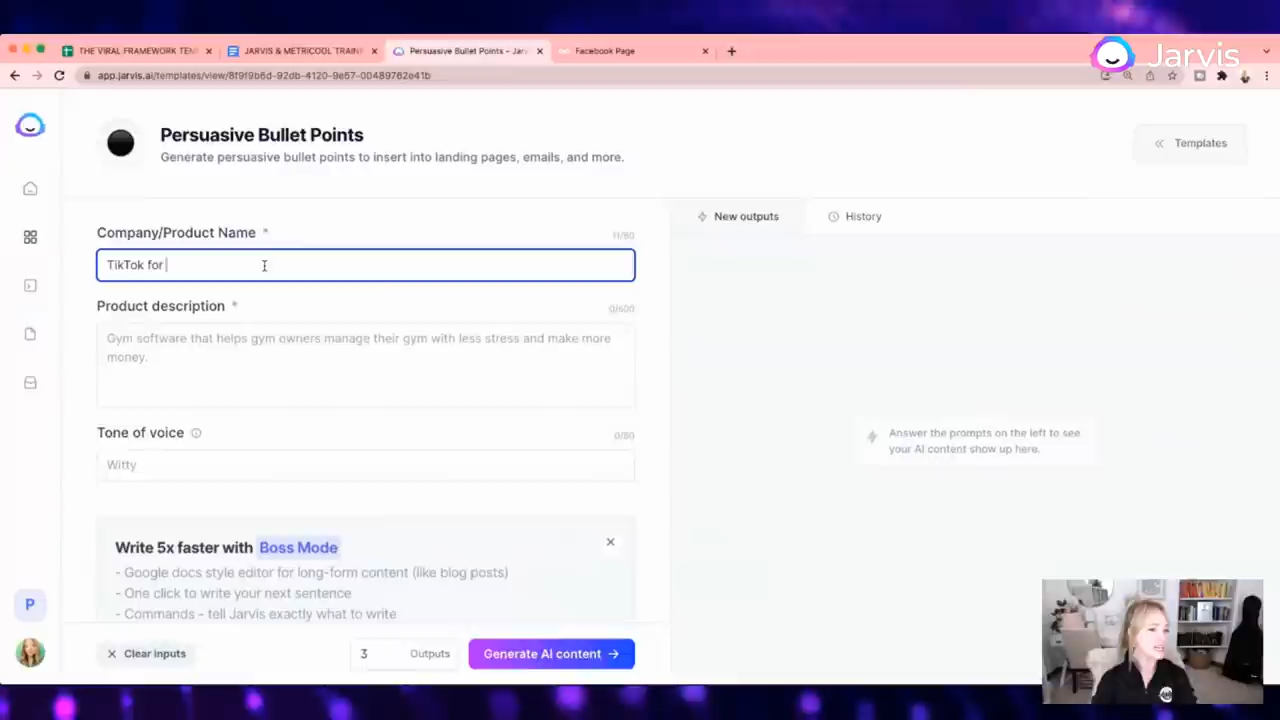 THE VIRAL FRAMEWORK TEM
JARVIS & METRICOOL TRAIN
Persuasive Bullet Points - Jarv
Facebook Page
Jarvis
app.jarvis.ai/templates/view/8f9f9b6d-92db-4120-9e57-00489762e41b
Persuasive Bullet Points
Generate persuasive bullet points to insert into landing pages, emails, and more.
Templates
New outputs
History
Company/Product Name *
11/80
TikTok for
Product description *
0/600
Gym software that helps gym owners manage their gym with less stress and make more
money.
Tone of voice
0/80
Witty
Answer the prompts on the left to see
your AI content show up here.
Write 5x faster with Boss Mode
- Google docs style editor for long-form content (like blog posts)
- One click to write your next sentence
- Commands - tell Jarvis exactly what to write
P
Clear inputs
3 Outputs
Generate AI content